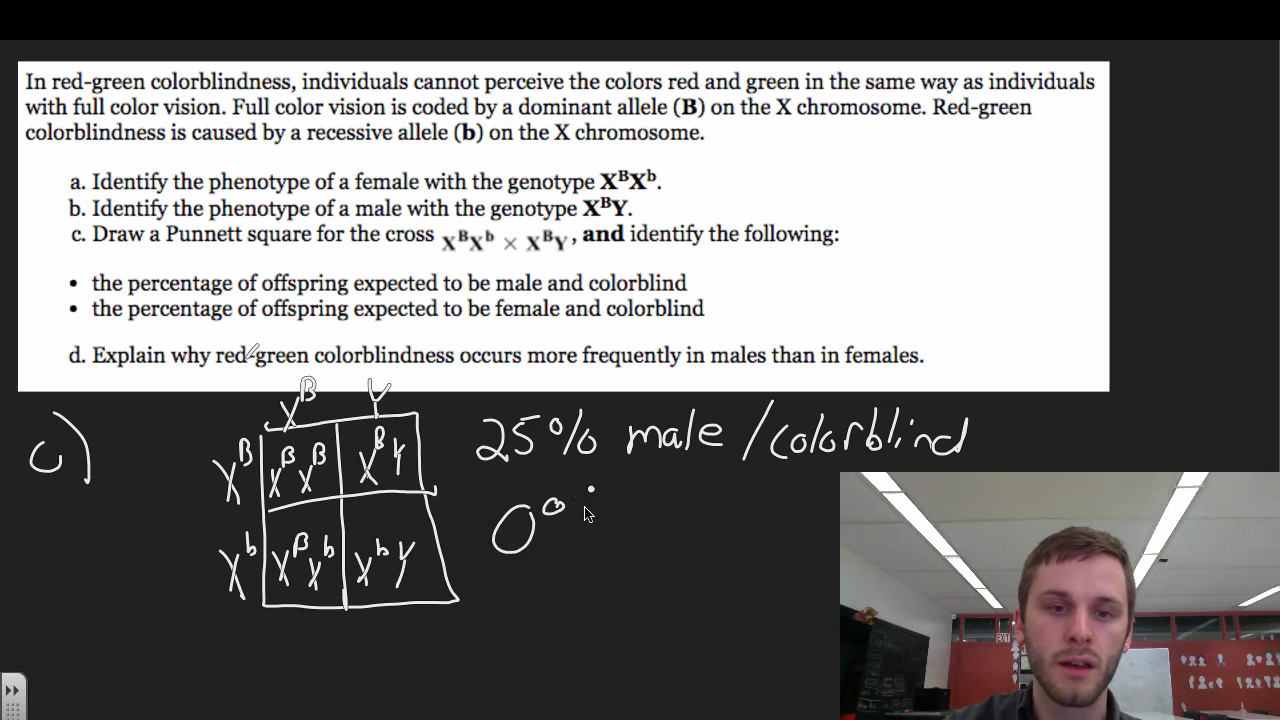 In red-green colorblindness, individuals cannot perceive the colors red and green in the same way as individuals
with full color vision. Full color vision is coded by a dominant allele (B) on the X chromosome. Red-green
colorblindness is caused by a recessive allele (b) on the X chromosome.
a. Identify the phenotype of a female with the genotype XᴮXᵇ.
b. Identify the phenotype of a male with the genotype XᴮY.
c. Draw a Punnett square for the cross XᴮXᵇ × XᴮY, and identify the following:
• the percentage of offspring expected to be male and colorblind
• the percentage of offspring expected to be female and colorblind
d. Explain why red-green colorblindness occurs more frequently in males than in females.
c)
Xᴮ Y
Xᴮ XᴮXᴮ XᴮY
Xᵇ XᴮXᵇ XᵇY
25% male / colorblind
0
EXIT